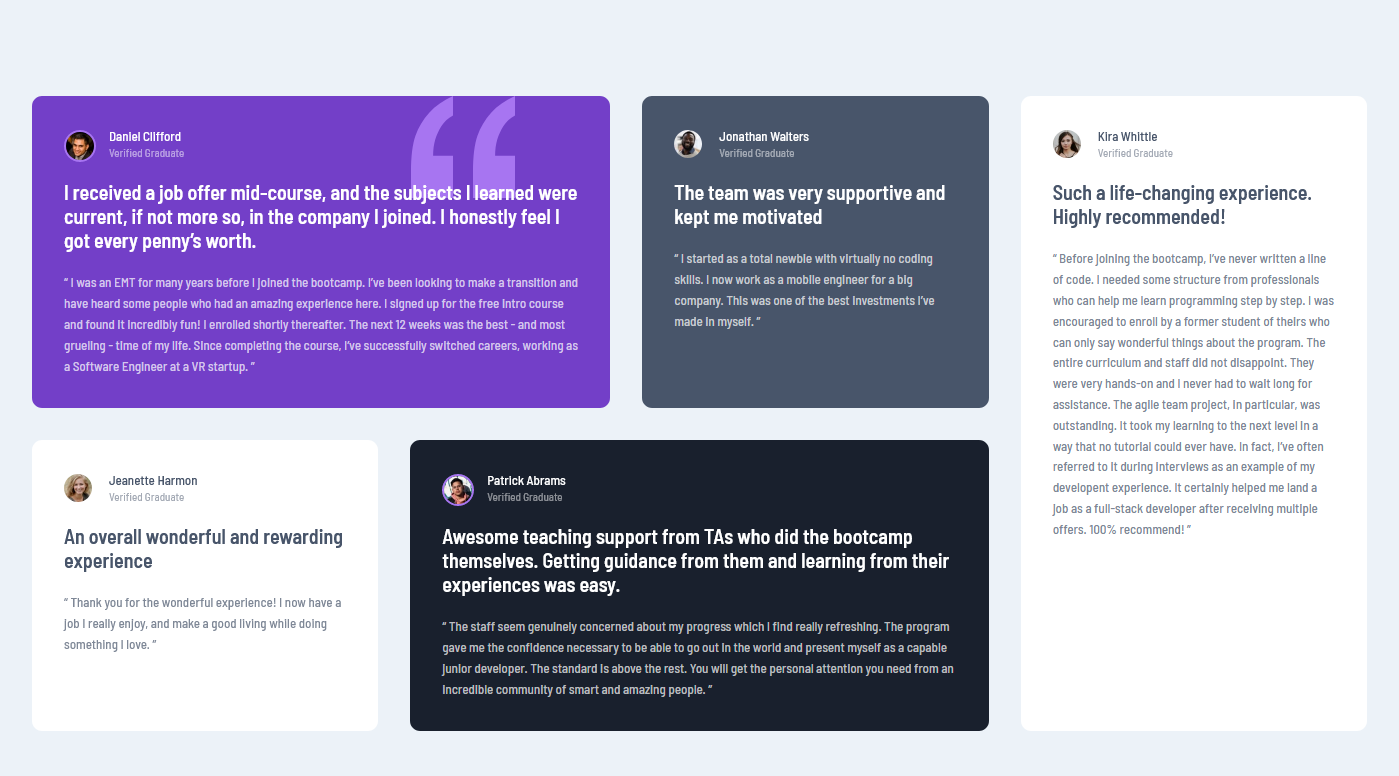 Daniel Clifford
Verified Graduate
I received a job offer mid-course, and the subjects I learned were
current, if not more so, in the company I joined. I honestly feel I
got every penny’s worth.
“ I was an EMT for many years before I joined the bootcamp. I’ve been looking to make a transition and
have heard some people who had an amazing experience here. I signed up for the free intro course
and found it incredibly fun! I enrolled shortly thereafter. The next 12 weeks was the best - and most
grueling - time of my life. Since completing the course, I’ve successfully switched careers, working as
a Software Engineer at a VR startup. ”
Jonathan Walters
Verified Graduate
The team was very supportive and
kept me motivated
“ I started as a total newbie with virtually no coding
skills. I now work as a mobile engineer for a big
company. This was one of the best investments I’ve
made in myself. ”
Kira Whittle
Verified Graduate
Such a life-changing experience.
Highly recommended!
“ Before joining the bootcamp, I’ve never written a line
of code. I needed some structure from professionals
who can help me learn programming step by step. I was
encouraged to enroll by a former student of theirs who
can only say wonderful things about the program. The
entire curriculum and staff did not disappoint. They
were very hands-on and I never had to wait long for
assistance. The agile team project, in particular, was
outstanding. It took my learning to the next level in a
way that no tutorial could ever have. In fact, I’ve often
referred to it during interviews as an example of my
developent experience. It certainly helped me land a
job as a full-stack developer after receiving multiple
offers. 100% recommend! ”
Jeanette Harmon
Verified Graduate
An overall wonderful and rewarding
experience
“ Thank you for the wonderful experience! I now have a
job I really enjoy, and make a good living while doing
something I love. ”
Patrick Abrams
Verified Graduate
Awesome teaching support from TAs who did the bootcamp
themselves. Getting guidance from them and learning from their
experiences was easy.
“ The staff seem genuinely concerned about my progress which I find really refreshing. The program
gave me the confidence necessary to be able to go out in the world and present myself as a capable
junior developer. The standard is above the rest. You will get the personal attention you need from an
incredible community of smart and amazing people. ”